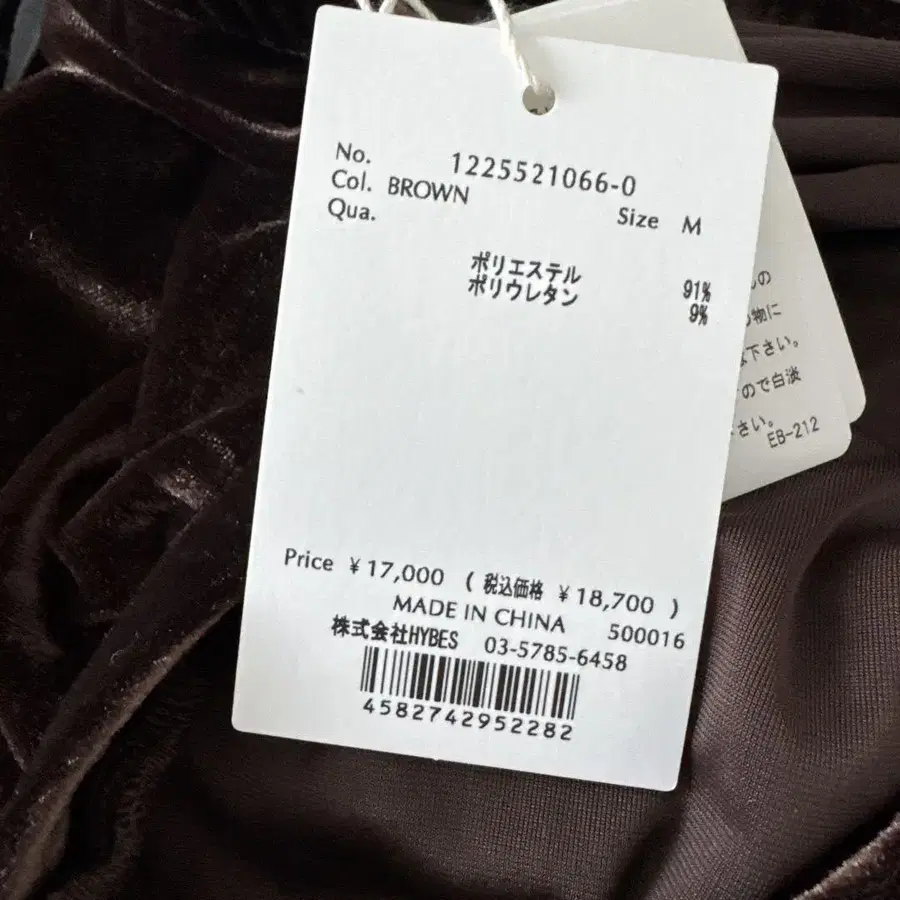 No. 1225521066-0
Col. BROWN
Size M
Qua.
ポリエステル 91%
ポリウレタン 9%
Price ¥17,000 (税込価格 ¥18,700)
MADE IN CHINA 500016
株式会社HYBES 03-5785-6458
4582742952282
の
物に
下さい。
ので白淡
さい。
EB-212